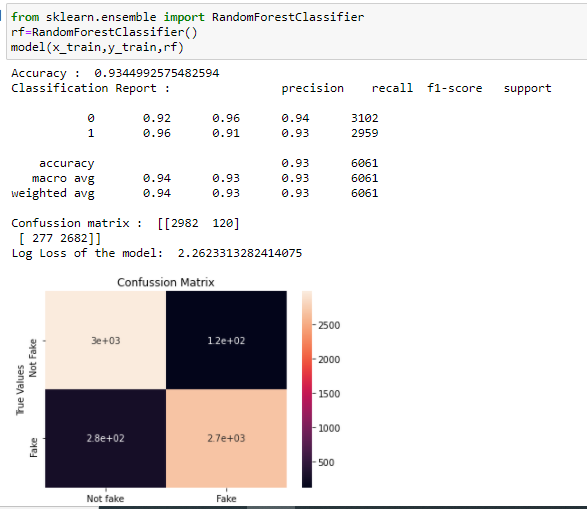 from sklearn.ensemble import RandomForestClassifier
rf=RandomForestClassifier()
model(x_train,y_train,rf)
Accuracy :  0.9344992575482594
Classification Report :                precision    recall  f1-score   support
0       0.92      0.96      0.94      3102
1       0.96      0.91      0.93      2959
accuracy                           0.93      6061
macro avg       0.94      0.93      0.93      6061
weighted avg       0.94      0.93      0.93      6061
Confussion matrix :  [[2982  120]
[ 277 2682]]
Log Loss of the model:  2.2623313282414075
Confussion Matrix
True Values
Not Fake
Fake
3e+03
1.2e+02
2.8e+02
2.7e+03
Not fake
Fake
2500
2000
1500
1000
500